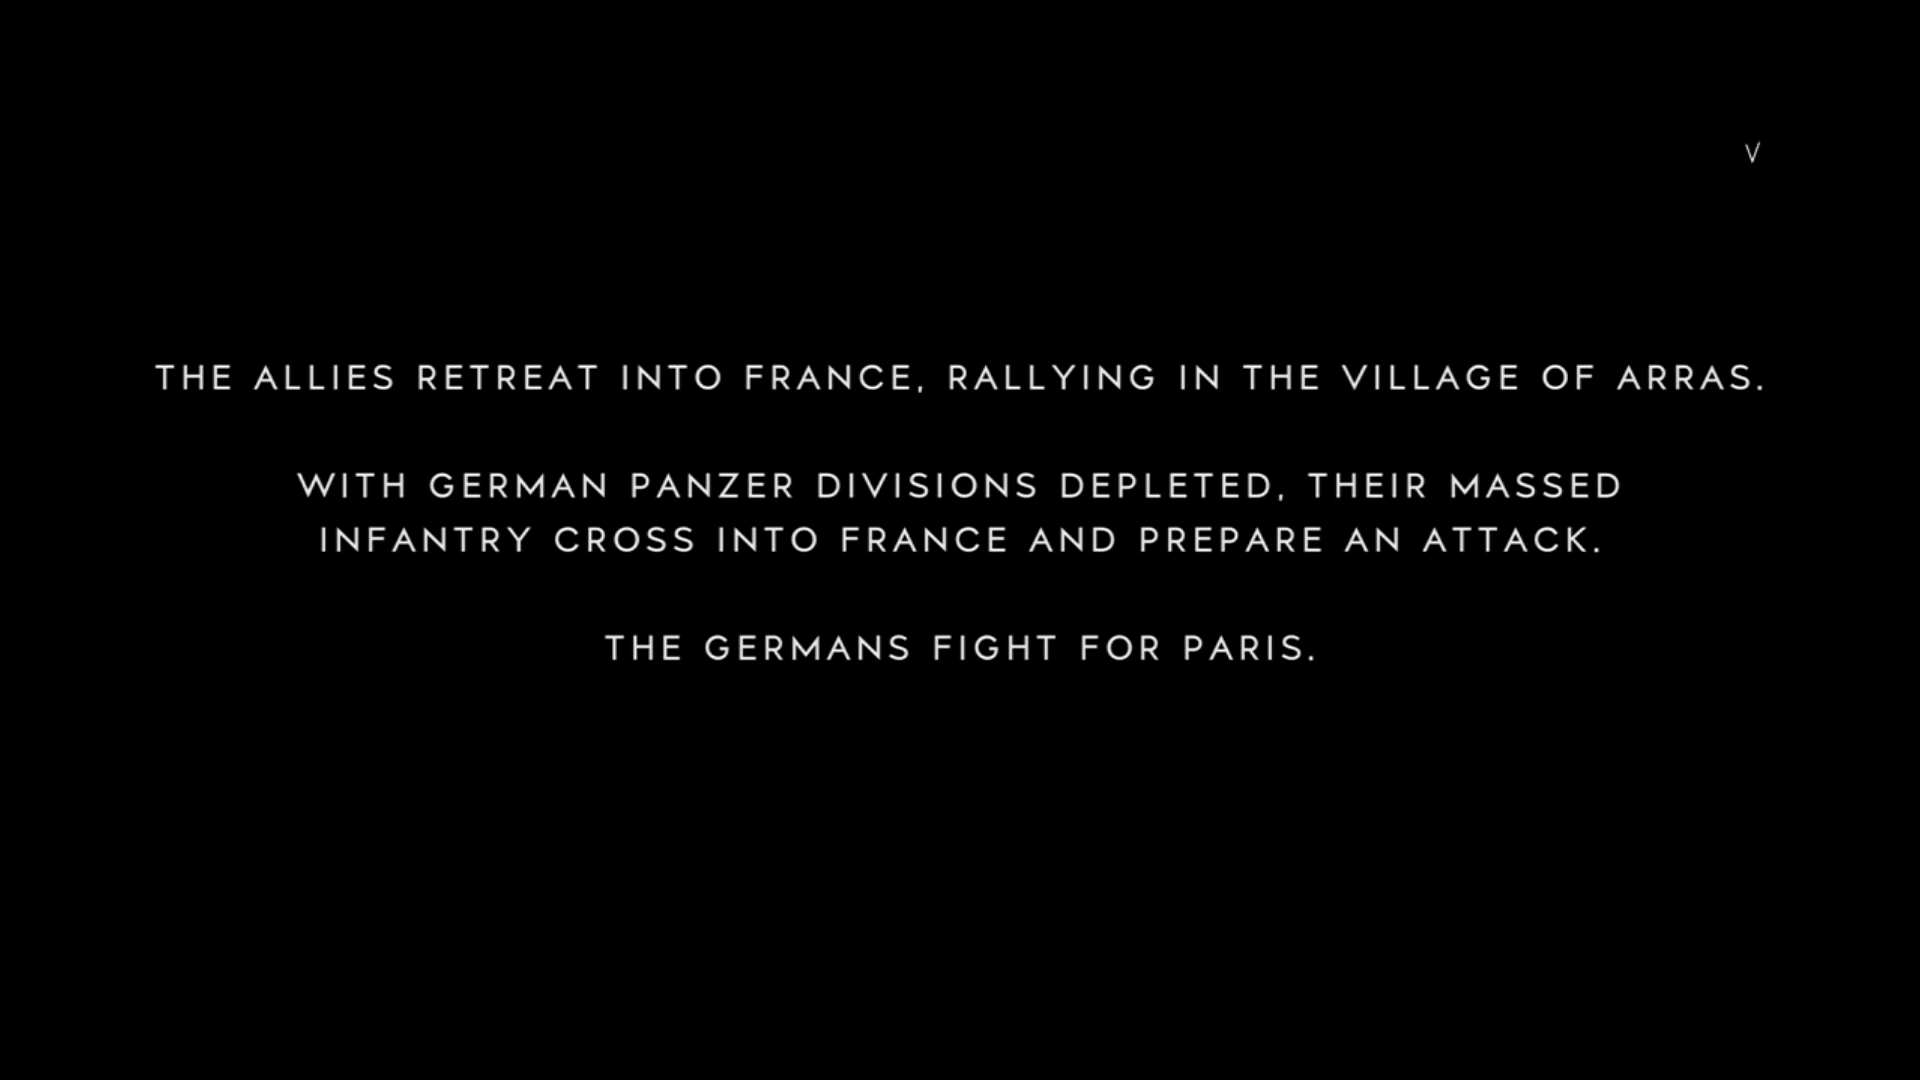 V
THE ALLIES RETREAT INTO FRANCE, RALLYING IN THE VILLAGE OF ARRAS.
WITH GERMAN PANZER DIVISIONS DEPLETED, THEIR MASSED
INFANTRY CROSS INTO FRANCE AND PREPARE AN ATTACK.
THE GERMANS FIGHT FOR PARIS.